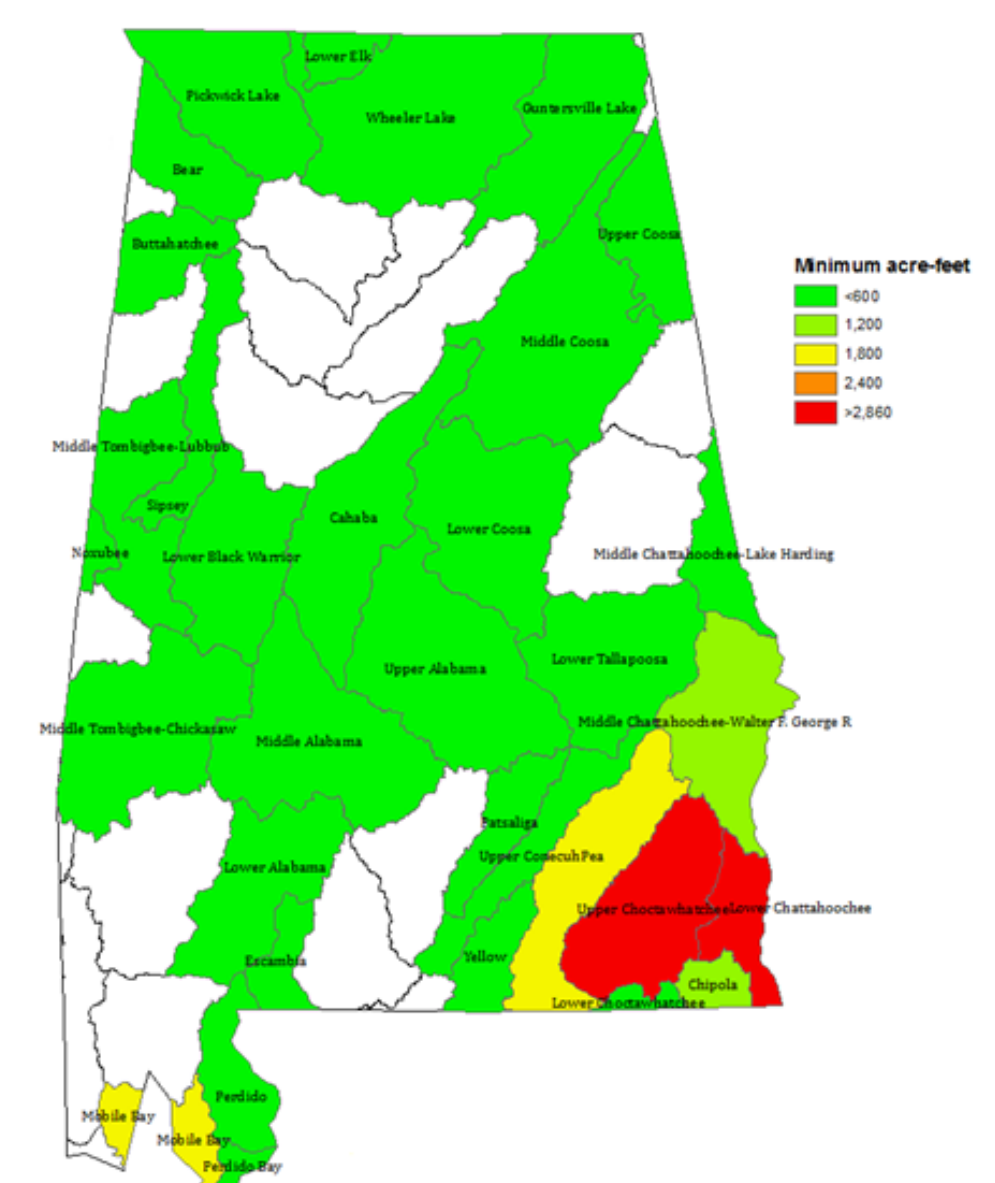 Lower Elk
Pickwick Lake
Guntersville Lake
Wheeler Lake
Bear
Upper Coosa
Buttahatchee
Minimum acre-feet
<600
1,200
1,800
2,400
>2,860
Middle Coosa
Middle Tombigbee-Lubbub
Sipsey
Cahaba
Lower Coosa
Noxubee
Lower Black Warrior
Middle Chattahoochee-Lake Harding
Lower Tallapoosa
Upper Alabama
Middle Chattahoochee-Walter F. George R
Middle Tombigbee-Chickasaw
Middle Alabama
Patsaliga
Upper Conecuh
Pea
Lower Alabama
Upper Choctawhatchee
Lower Chattahoochee
Yellow
Escambia
Chipola
Lower Choctawhatchee
Perdido
Mobile Bay
Mobile Bay
Perdido Bay